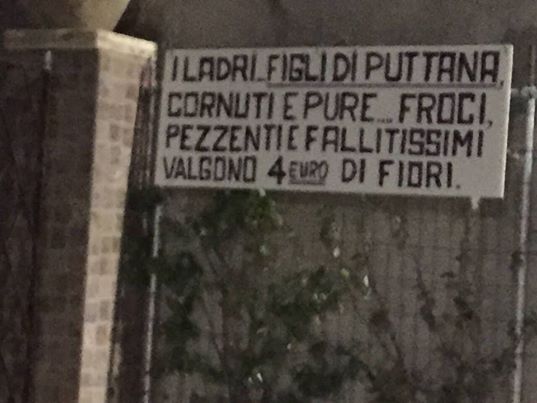 I LADRI.. FIGLI DI PUTTANA,
CORNUTI E PURE.... FROCI,
PEZZENTI E FALLITISSIMI
VALGONO 4 EURO DI FIORI.